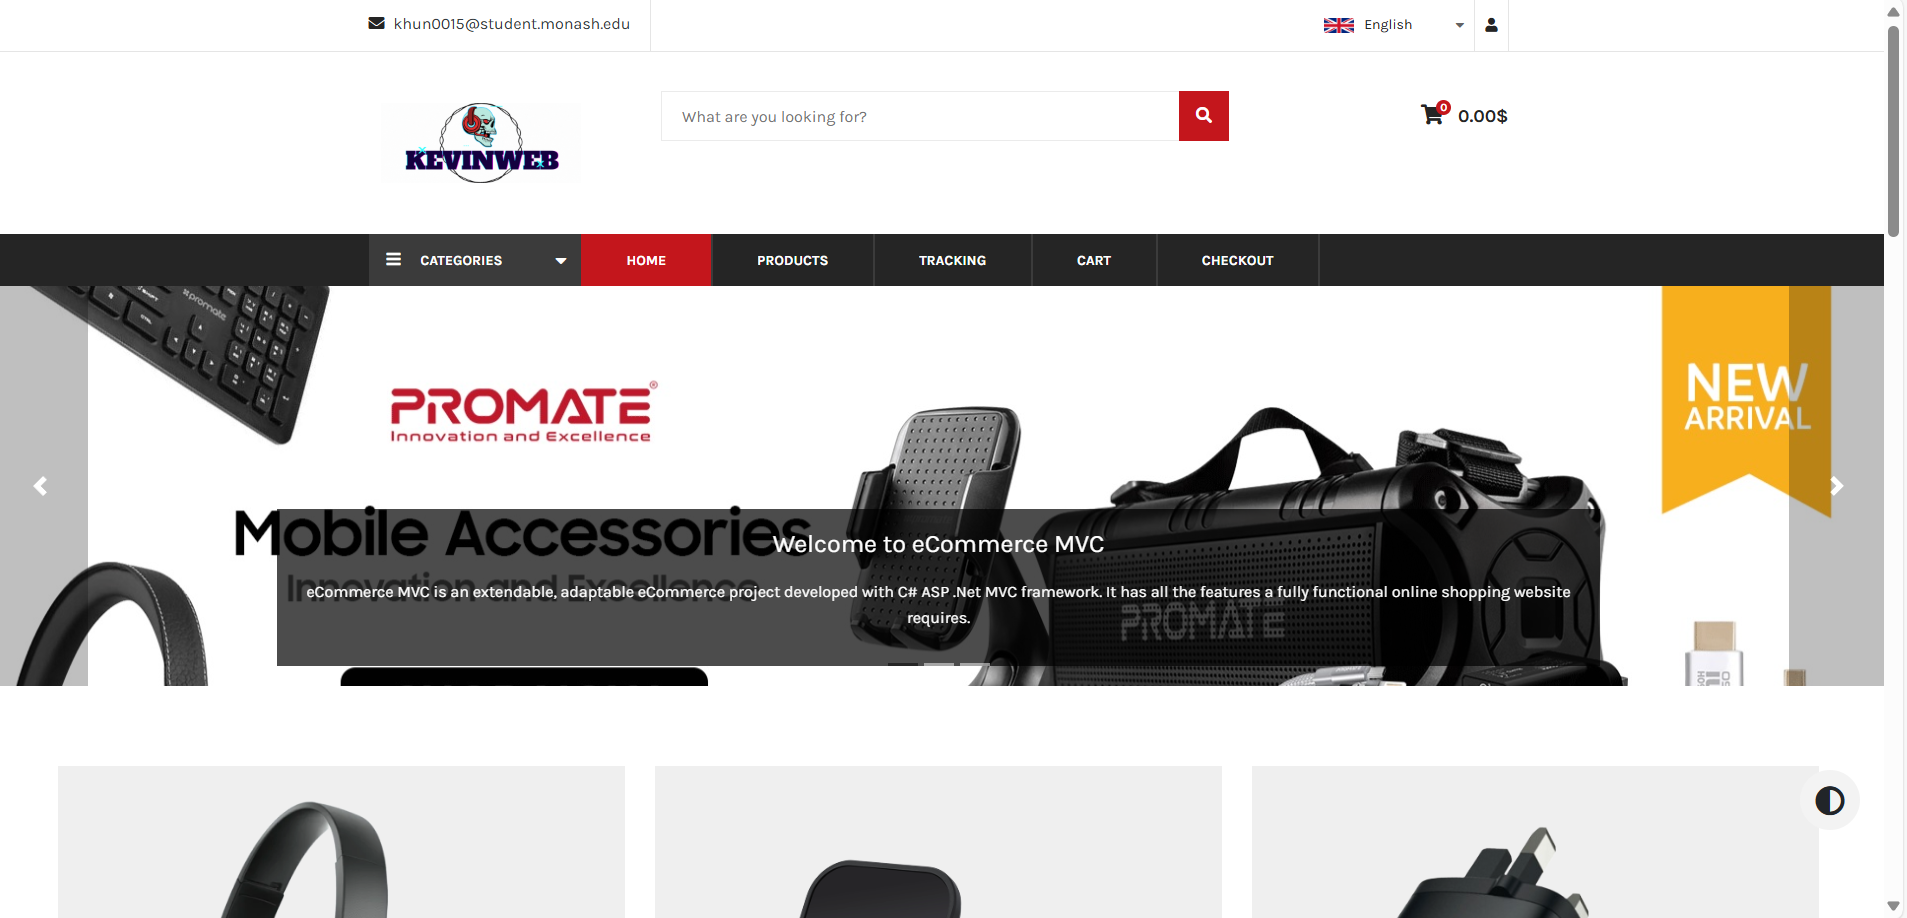 khun0015@student.monash.edu
English
KEVINWEB
What are you looking for?
0
0.00$
CATEGORIES
HOME
PRODUCTS
TRACKING
CART
CHECKOUT
promate
CTRL
PROMATE®
Innovation and Excellence
NEW
ARRIVAL
Mobile Accessories
Innovation and Excellence
Welcome to eCommerce MVC
eCommerce MVC is an extendable, adaptable eCommerce project developed with C# ASP .Net MVC framework. It has all the features a fully functional online shopping website
requires.
PROMATE